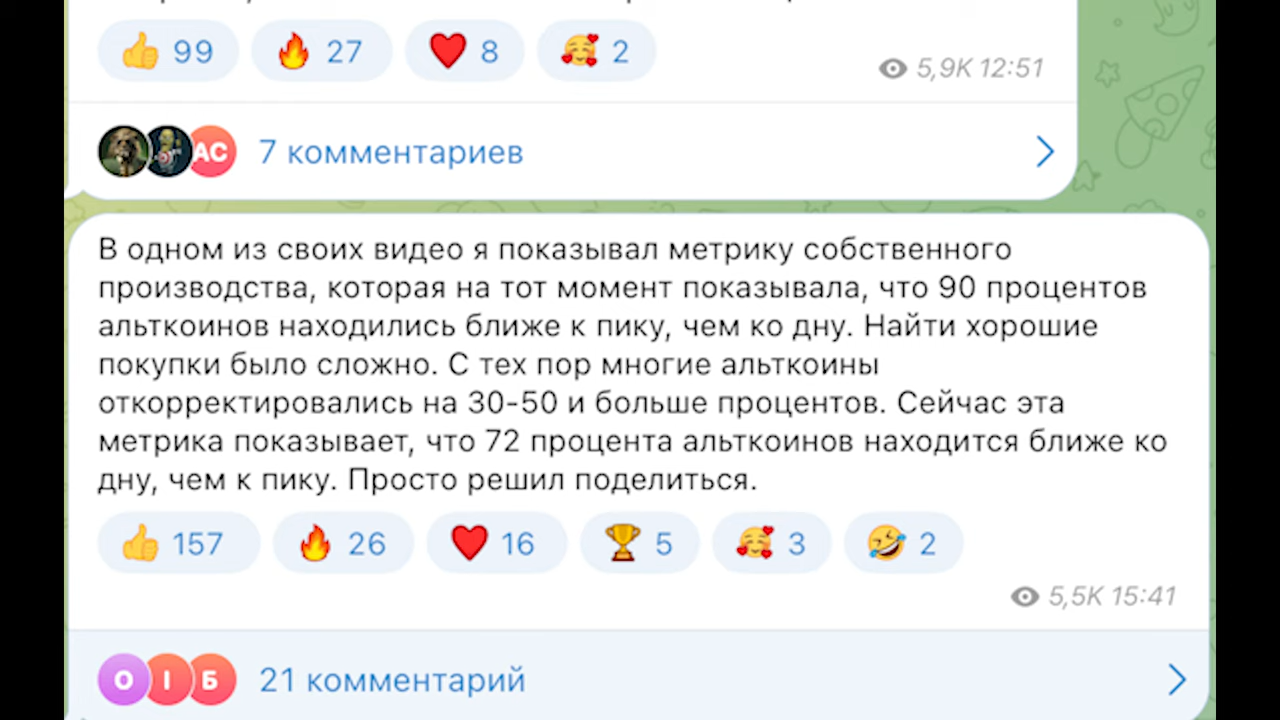 99 27 8 2
5,9K 12:51
АС 7 комментариев
В одном из своих видео я показывал метрику собственного
производства, которая на тот момент показывала, что 90 процентов
альткоинов находились ближе к пику, чем ко дну. Найти хорошие
покупки было сложно. С тех пор многие альткоины
откорректировались на 30-50 и больше процентов. Сейчас эта
метрика показывает, что 72 процента альткоинов находится ближе ко
дну, чем к пику. Просто решил поделиться.
157 26 16 5 3 2
5,5K 15:41
О I Б 21 комментарий